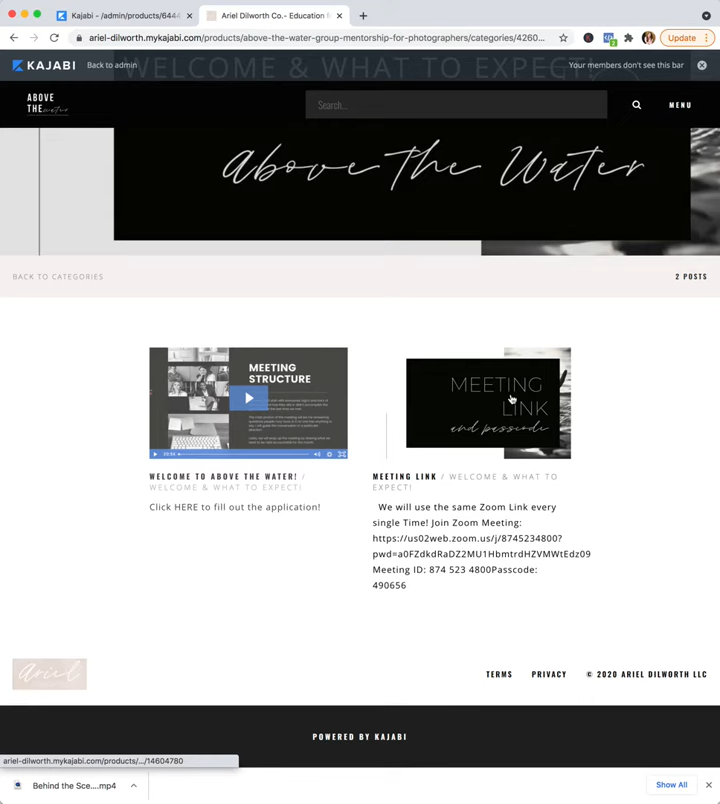 Kajabi - /admin/products/6444
Ariel Dilworth Co.- Education f
ariel-dilworth.mykajabi.com/products/above-the-water-group-mentorship-for-photographers/categories/4260...
Update
KAJABI
Back to admin
WELCOME & WHAT TO EXPECT!
Your members don't see this bar
ABOVE
THE water
Search...
MENU
Above the Water
BACK TO CATEGORIES
2 POSTS
MEETING
STRUCTURE
MEETING
LINK
and passcode
WELCOME TO ABOVE THE WATER! /
WELCOME & WHAT TO EXPECT!
Click HERE to fill out the application!
MEETING LINK / WELCOME & WHAT TO
EXPECT!
We will use the same Zoom Link every
single Time! Join Zoom Meeting:
https://us02web.zoom.us/j/8745234800?
pwd=a0FZdkdRaDZ2MU1HbmtrdHZVMWtEdz09
Meeting ID: 874 523 4800Passcode:
490656
Ariel
TERMS
PRIVACY
© 2020 ARIEL DILWORTH LLC
POWERED BY KAJABI
ariel-dilworth.mykajabi.com/products/.../14604780
Behind the Sce....mp4
Show All